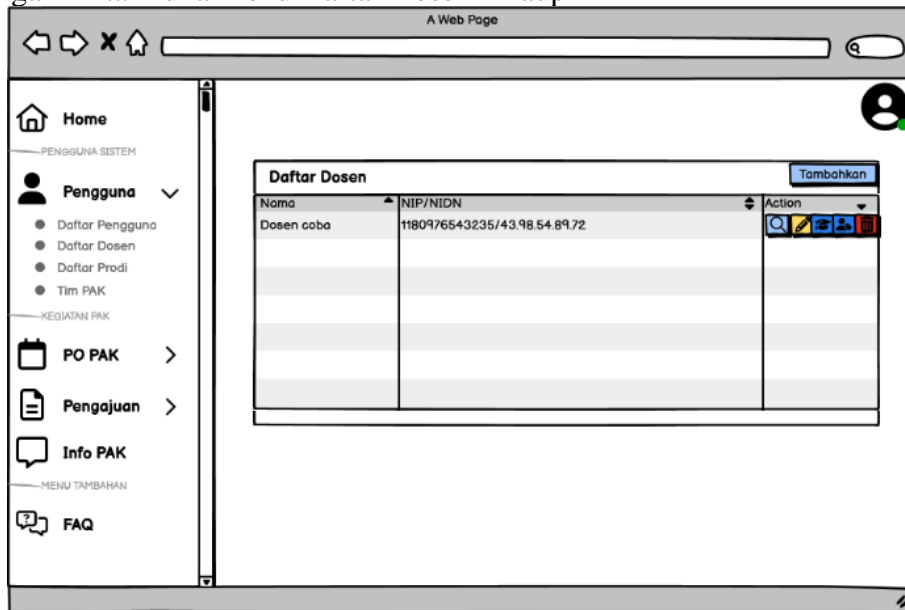 A Web Page
Home
PENGGUNA SISTEM
Pengguna
Daftar Pengguna
Daftar Dosen
Daftar Prodi
Tim PAK
KEGIATAN PAK
PO PAK
Pengajuan
Info PAK
MENU TAMBAHAN
FAQ
Daftar Dosen
Tambahkan
Nama NIP/NIDN Action
Dosen coba 1180976543235/43.98.54.89.72